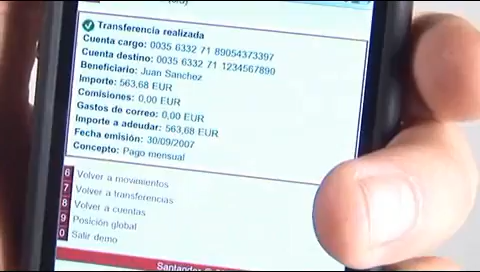 Transferencia realizada
Cuenta cargo: 0035 6332 71 89054373397
Cuenta destino: 0035 6332 71 1234567890
Beneficiario: Juan Sanchez
Importe: 563,68 EUR
Comisiones: 0,00 EUR
Gastos de correo: 0,00 EUR
Importe a adeudar: 563,68 EUR
Fecha emisión: 30/09/2007
Concepto: Pago mensual
6 Volver a movimientos
7 Volver a transferencias
8 Volver a cuentas
9 Posición global
0 Salir demo
Santander ©